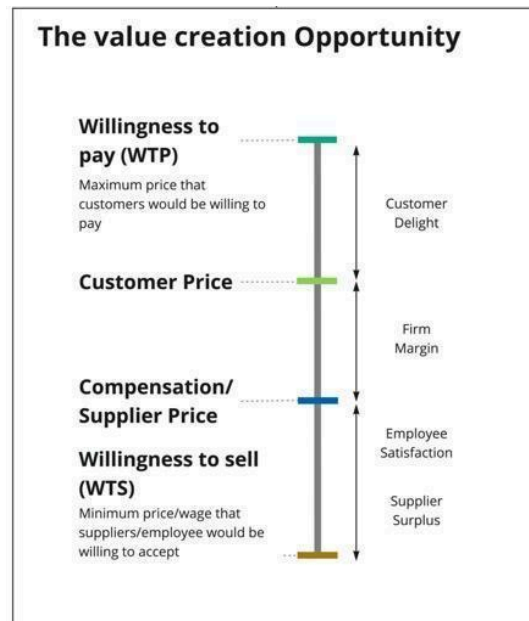 The value creation Opportunity
Willingness to
pay (WTP)
Maximum price that
customers would be willing to
pay
Customer
Delight
Customer Price
Firm
Margin
Compensation/
Supplier Price
Employee
Satisfaction
Willingness to sell
(WTS)
Minimum price/wage that
suppliers/employee would be
willing to accept
Supplier
Surplus